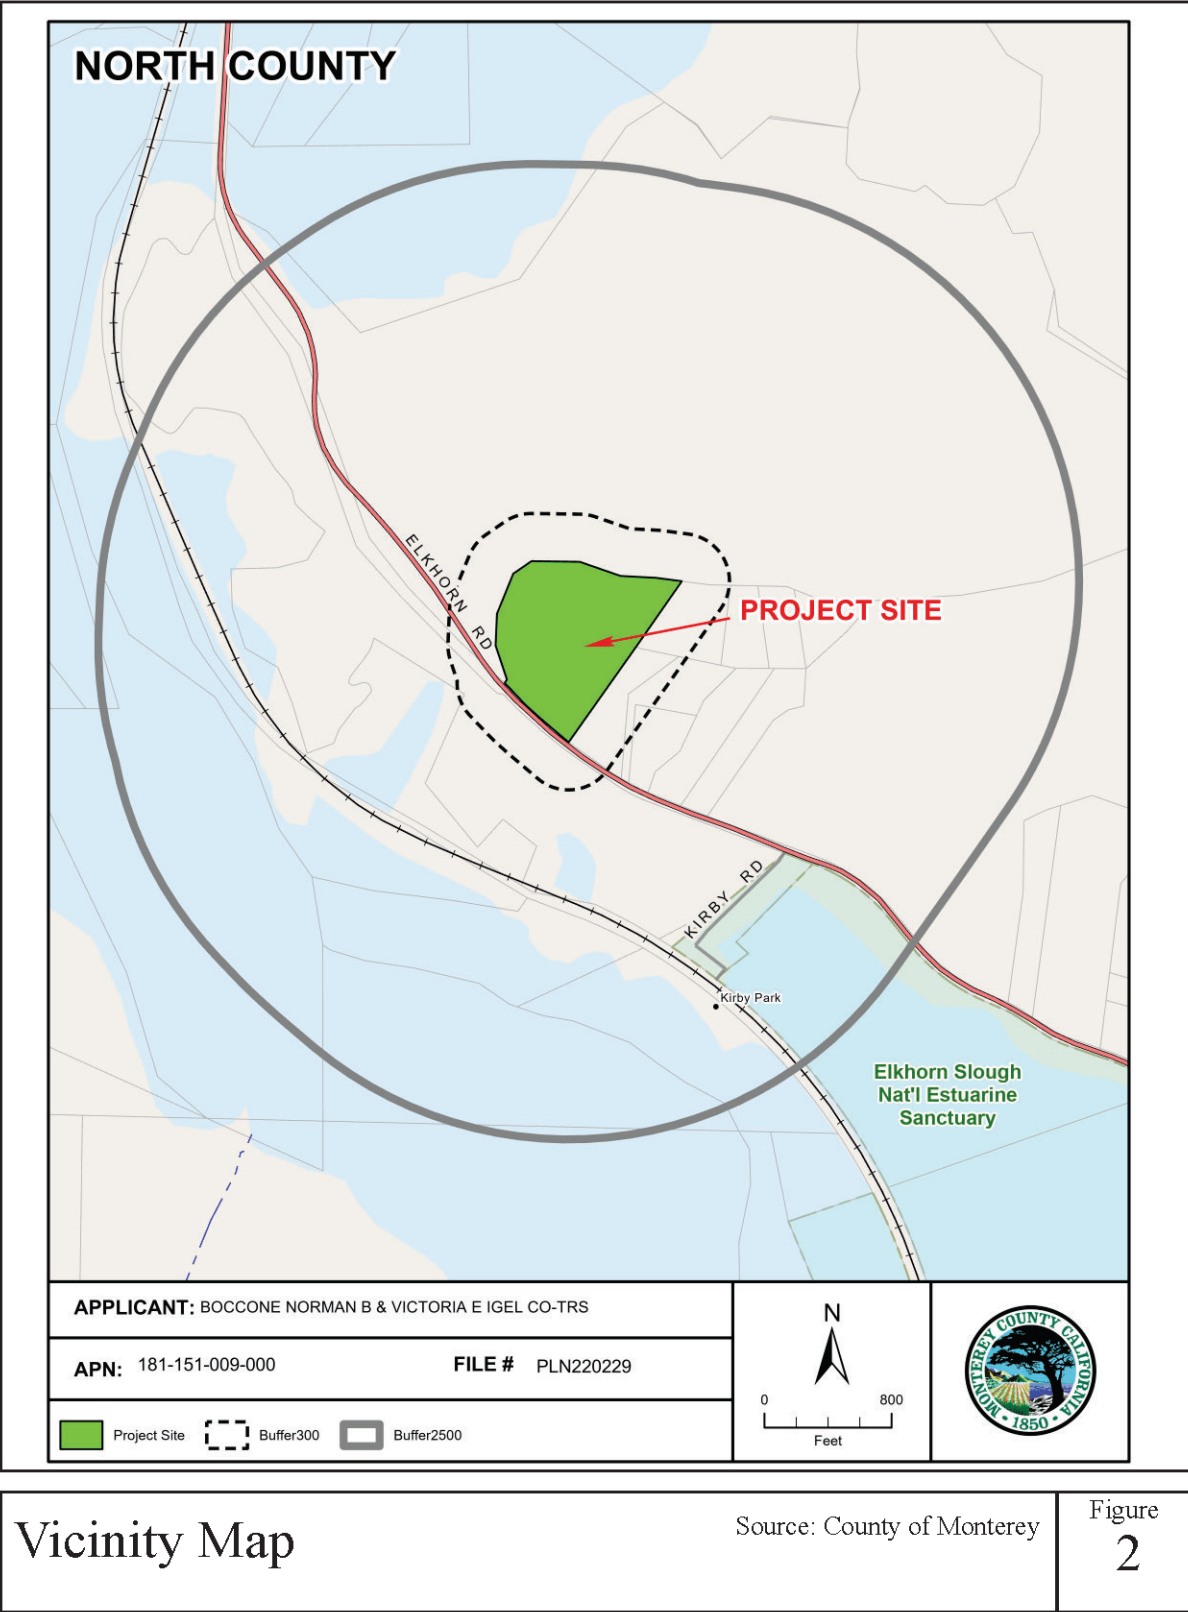 NORTH COUNTY
ELKHORN RD
PROJECT SITE
KIRBY RD
Kirby Park
Elkhorn Slough
Nat'l Estuarine
Sanctuary
APPLICANT: BOCCONE NORMAN B & VICTORIA E IGEL CO-TRS
APN: 181-151-009-000 FILE # PLN220229
Project Site Buffer300 Buffer2500
N
0 800
Feet
MONTEREY COUNTY CALIFORNIA
• 1850 •
Vicinity Map
Source: County of Monterey
Figure
2